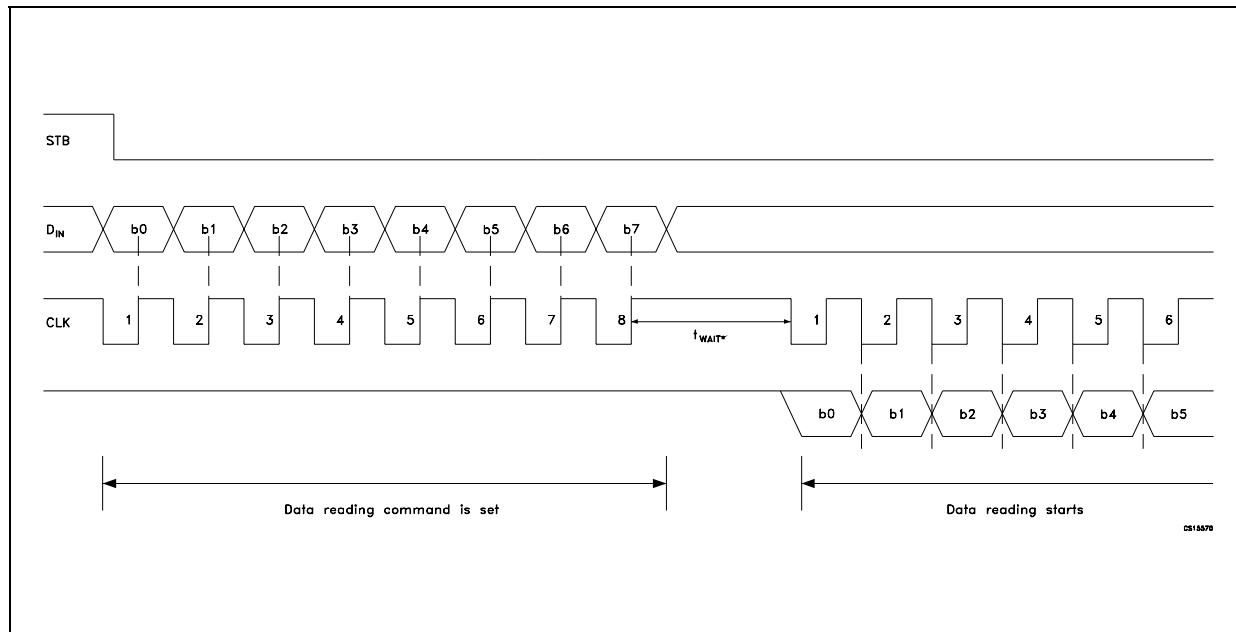 STB
DIN b0 b1 b2 b3 b4 b5 b6 b7
CLK 1 2 3 4 5 6 7 8 tWAIT* 1 2 3 4 5 6
b0 b1 b2 b3 b4 b5
Data reading command is set Data reading starts
CS15570